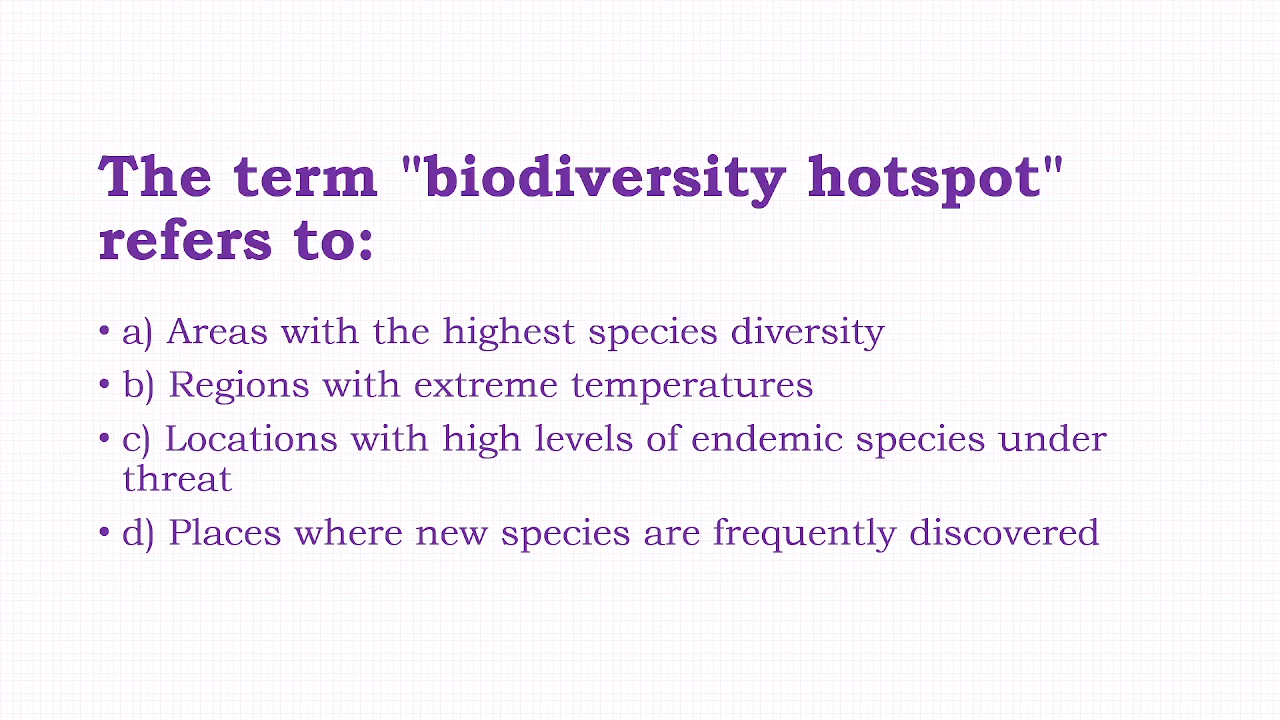 The term "biodiversity hotspot"
refers to:
• a) Areas with the highest species diversity
• b) Regions with extreme temperatures
• c) Locations with high levels of endemic species under
threat
• d) Places where new species are frequently discovered